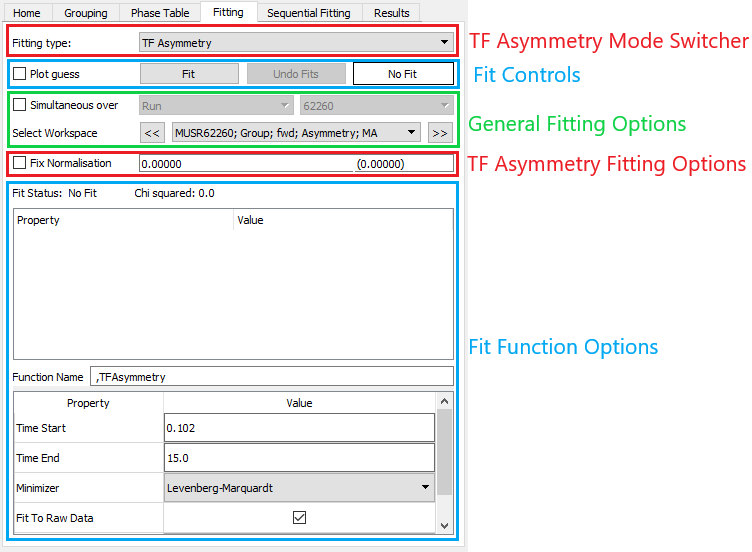 Home Grouping Phase Table Fitting Sequential Fitting Results
Fitting type: TF Asymmetry TF Asymmetry Mode Switcher
Plot guess Fit Undo Fits No Fit Fit Controls
Simultaneous over Run 62260
General Fitting Options
Select Workspace << MUSR62260; Group; fwd; Asymmetry; MA >>
Fix Normalisation 0.00000 (0.00000) TF Asymmetry Fitting Options
Fit Status: No Fit Chi squared: 0.0
Property Value
Fit Function Options
Function Name ,TFAsymmetry
Property Value
Time Start 0.102
Time End 15.0
Minimizer Levenberg-Marquardt
Fit To Raw Data